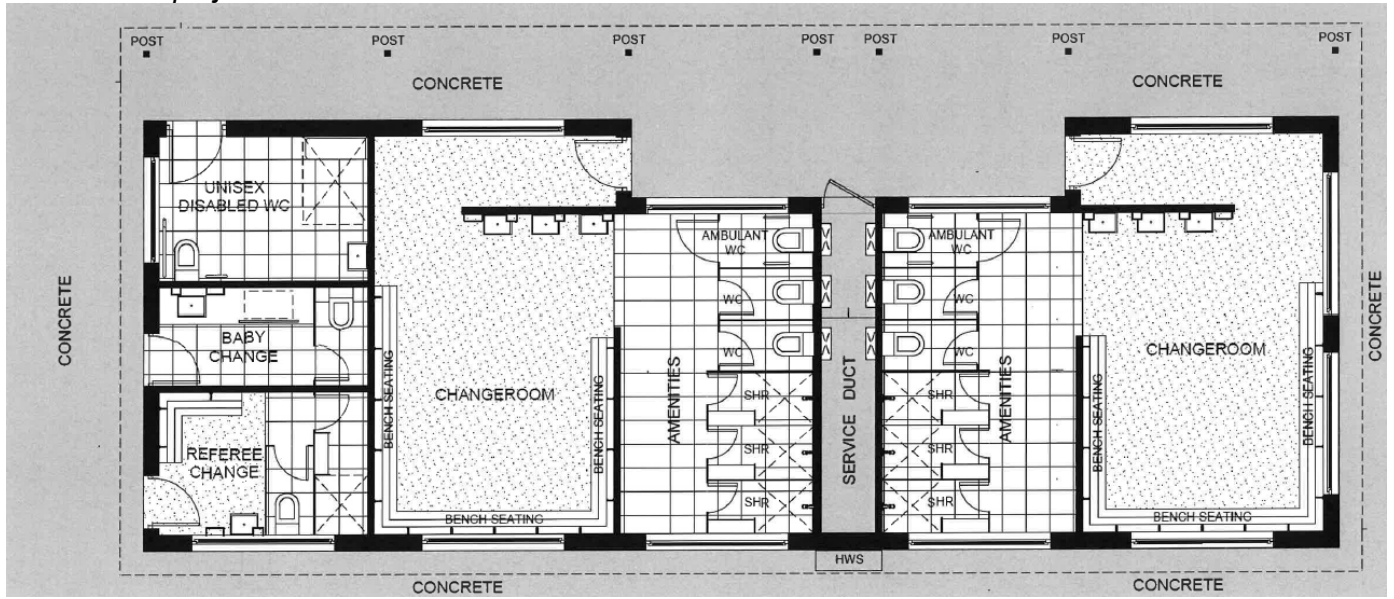 POST
POST
POST
POST
POST
POST
POST
CONCRETE
CONCRETE
UNISEX
DISABLED WC
AMBULANT
WC
AMBULANT
WC
WC
WC
WC
WC
CONCRETE
CONCRETE
BABY
CHANGE
CHANGEROOM
CHANGEROOM
BENCH SEATING
BENCH SEATING
AMENITIES
SERVICE DUCT
AMENITIES
BENCH SEATING
BENCH SEATING
SHR
SHR
REFEREE
CHANGE
SHR
SHR
SHR
SHR
BENCH SEATING
BENCH SEATING
HWS
CONCRETE
CONCRETE